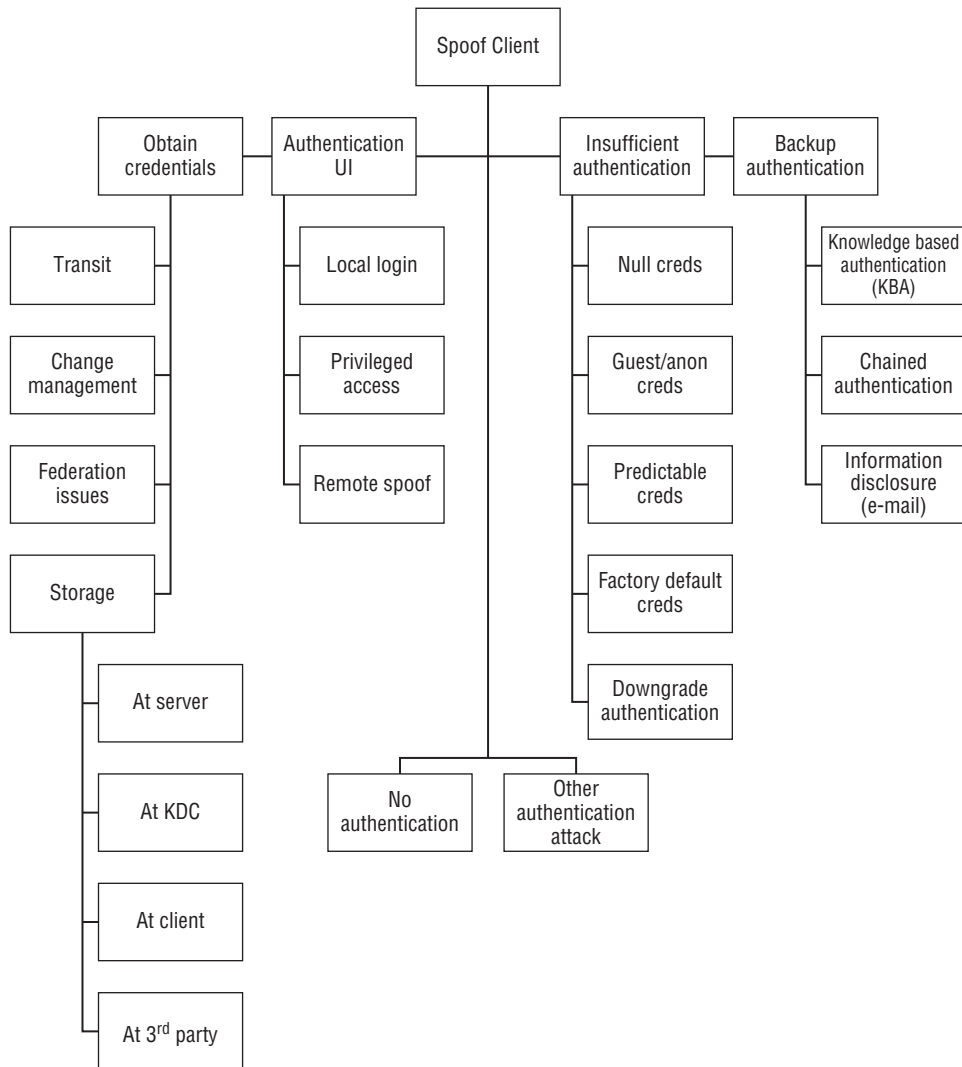 Spoof Client
Obtain
credentials
Authentication
UI
Insufficient
authentication
Backup
authentication
Transit
Change
management
Federation
issues
Storage
At server
At KDC
At client
At 3rd party
Local login
Privileged
access
Remote spoof
Null creds
Guest/anon
creds
Predictable
creds
Factory default
creds
Downgrade
authentication
Knowledge based
authentication
(KBA)
Chained
authentication
Information
disclosure
(e-mail)
No
authentication
Other
authentication
attack